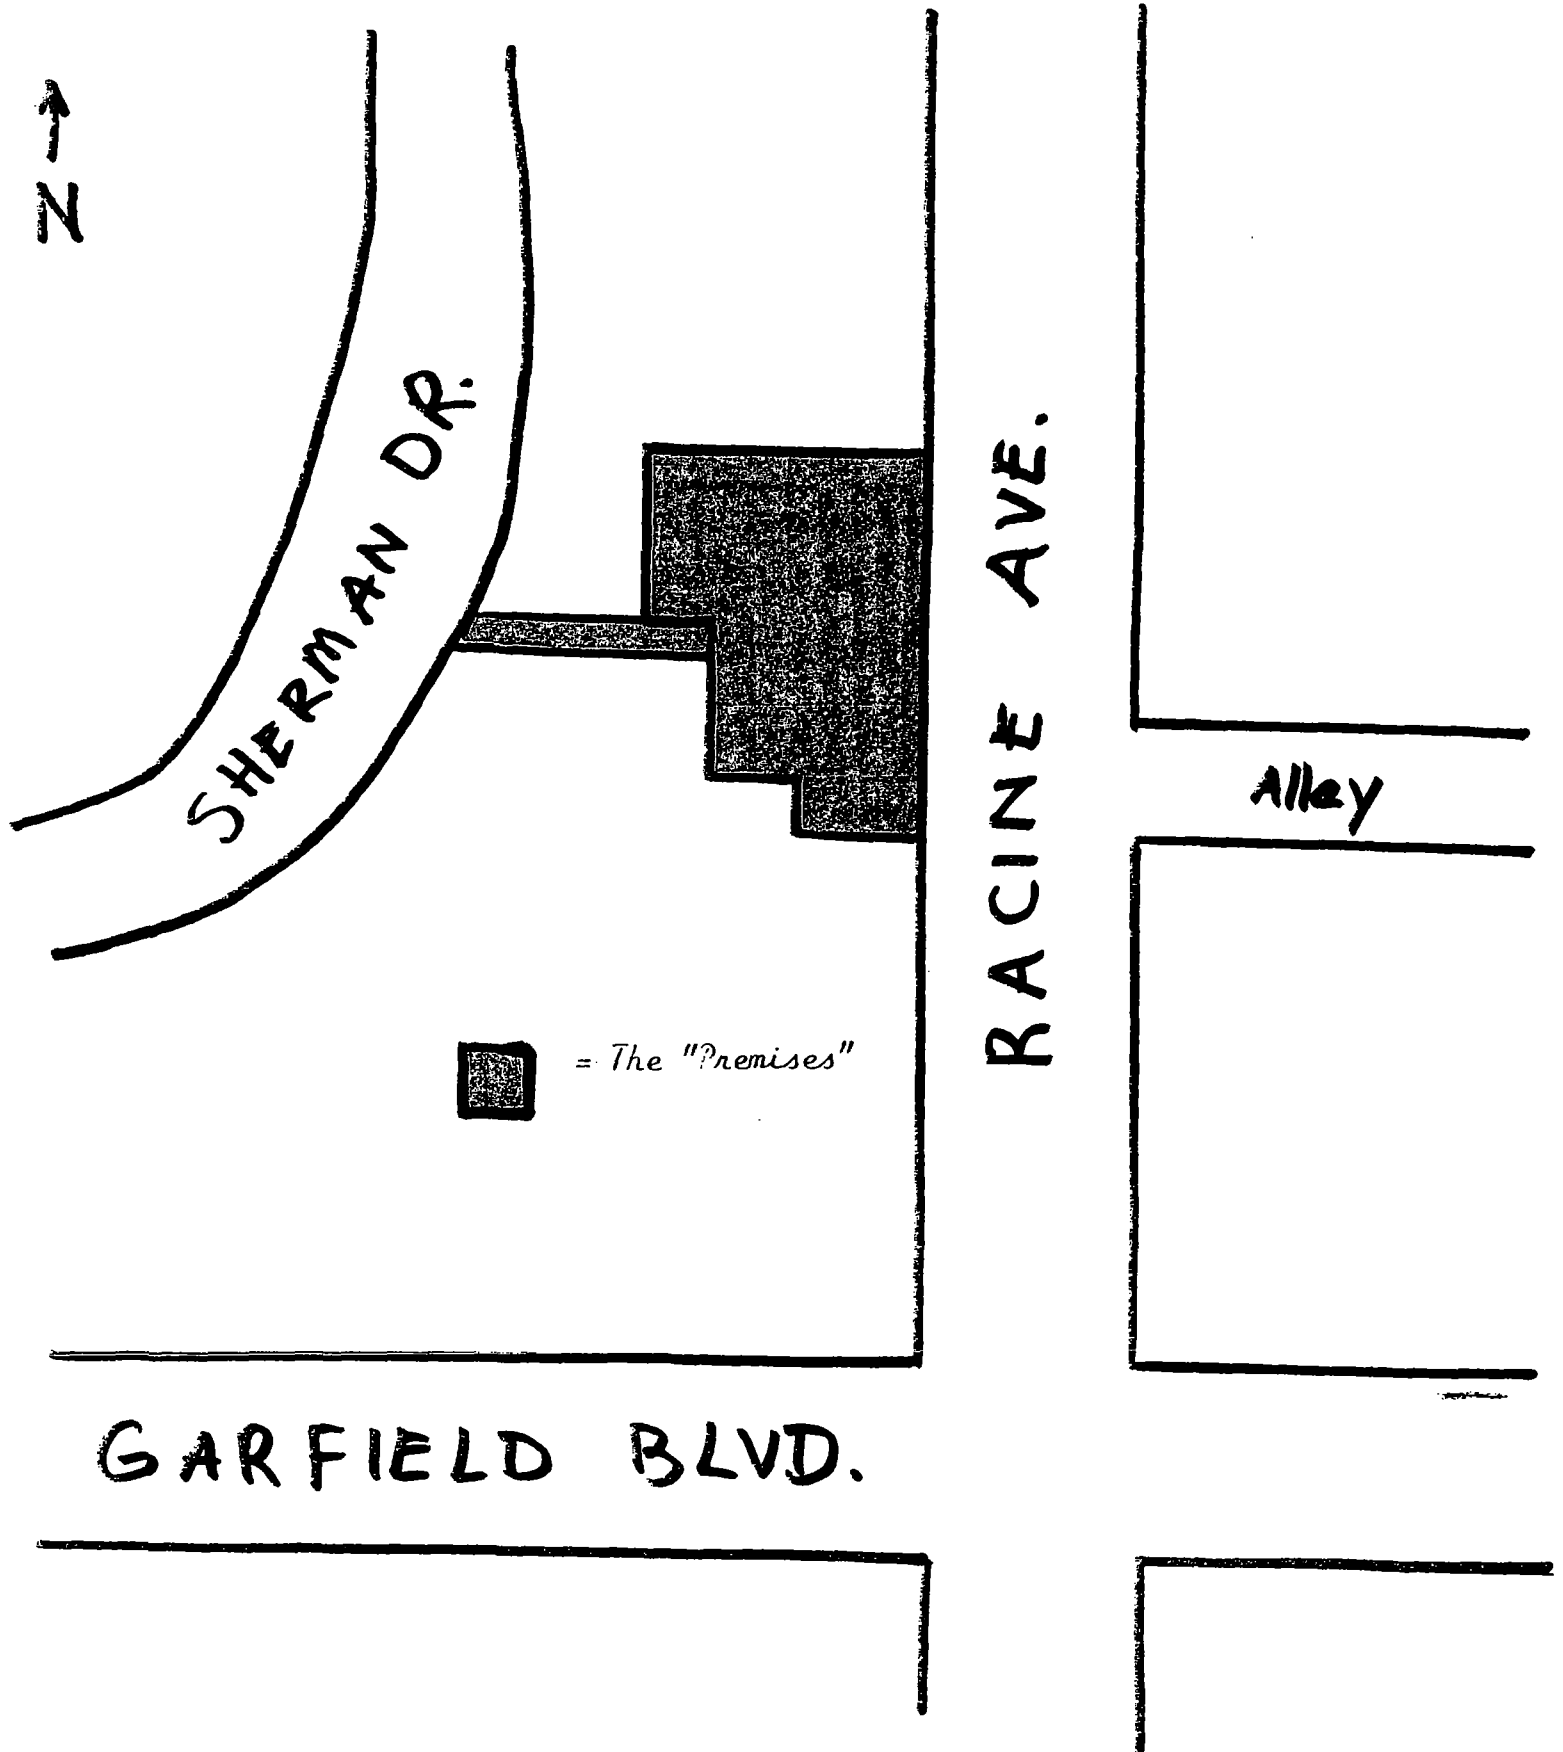 N
SHERMAN DR.
RACINE AVE.
Alley
= The "Premises"
GARFIELD BLVD.